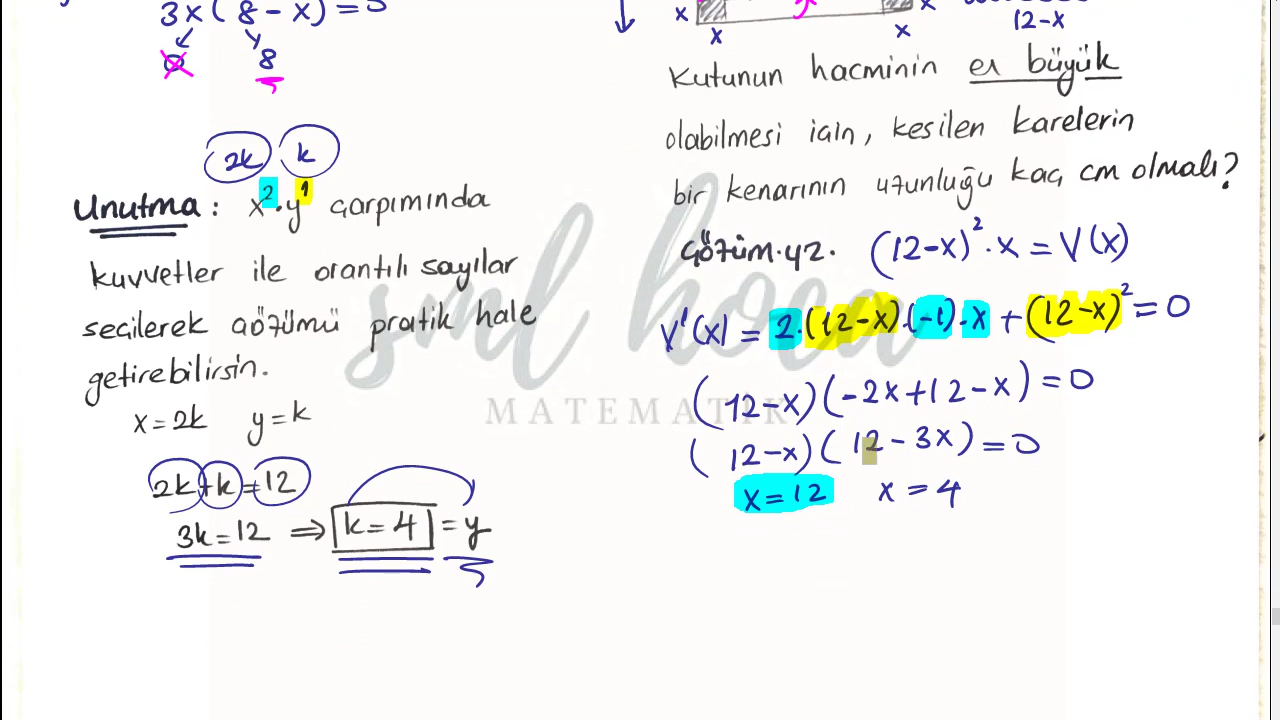 3x(8-x)=
0
8
2k k
Unutma: x²·y¹ çarpımında
kuvvetler ile orantılı sayılar
seçilerek çözümü pratik hale
getirebilirsin.
x=2k y=k
2k+k=12
3k=12 ⇒ k=4 = y
x x
x x
12-x
Kutunun hacminin en büyük
olabilmesi için, kesilen karelerin
bir kenarının uzunluğu kaç cm olmalı?
Çözüm.yz. (12-x)²·x=V(x)
V'(x)=2·(12-x)·(-1)·x+(12-x)²=0
(12-x)(-2x+12-x)=0
(12-x)(12-3x)=0
x=12 x=4
sml hoca
MATEMATİK